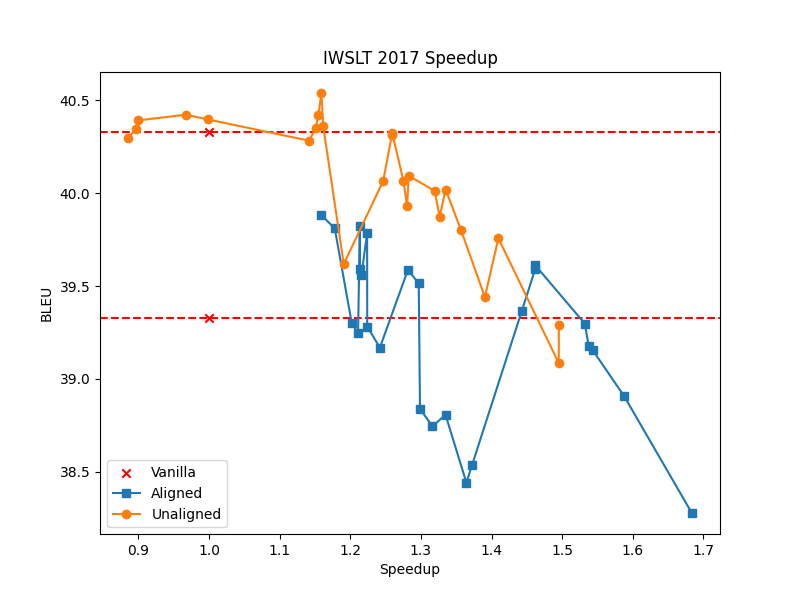 IWSLT 2017 Speedup
BLEU
40.5
40.0
39.5
39.0
38.5
Vanilla
Aligned
Unaligned
0.9 1.0 1.1 1.2 1.3 1.4 1.5 1.6 1.7
Speedup